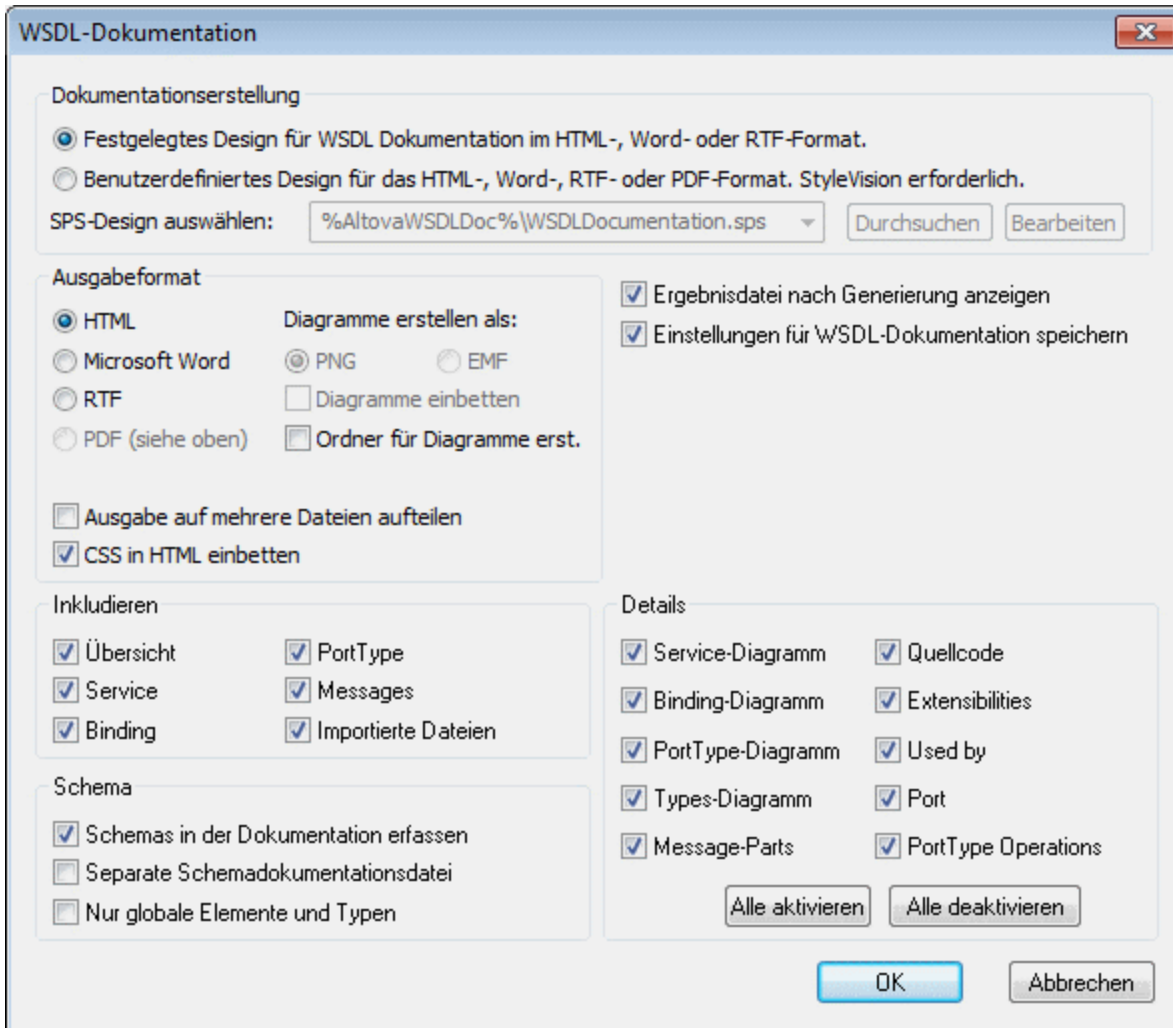 WSDL-Dokumentation
Dokumentationserstellung
Festgelegtes Design für WSDL Dokumentation im HTML-, Word- oder RTF-Format.
Benutzerdefiniertes Design für das HTML-, Word-, RTF- oder PDF-Format. StyleVision erforderlich.
SPS-Design auswählen: %AltovaWSDLDoc%\WSDLDocumentation.sps Durchsuchen Bearbeiten
Ausgabeformat
HTML Diagramme erstellen als:
Microsoft Word PNG EMF
RTF Diagramme einbetten
PDF (siehe oben) Ordner für Diagramme erst.
Ausgabe auf mehrere Dateien aufteilen
CSS in HTML einbetten
Ergebnisdatei nach Generierung anzeigen
Einstellungen für WSDL-Dokumentation speichern
Inkludieren
Übersicht PortType
Service Messages
Binding Importierte Dateien
Schema
Schemas in der Dokumentation erfassen
Separate Schemadokumentationsdatei
Nur globale Elemente und Typen
Details
Service-Diagramm Quellcode
Binding-Diagramm Extensibilities
PortType-Diagramm Used by
Types-Diagramm Port
Message-Parts PortType Operations
Alle aktivieren Alle deaktivieren
OK Abbrechen